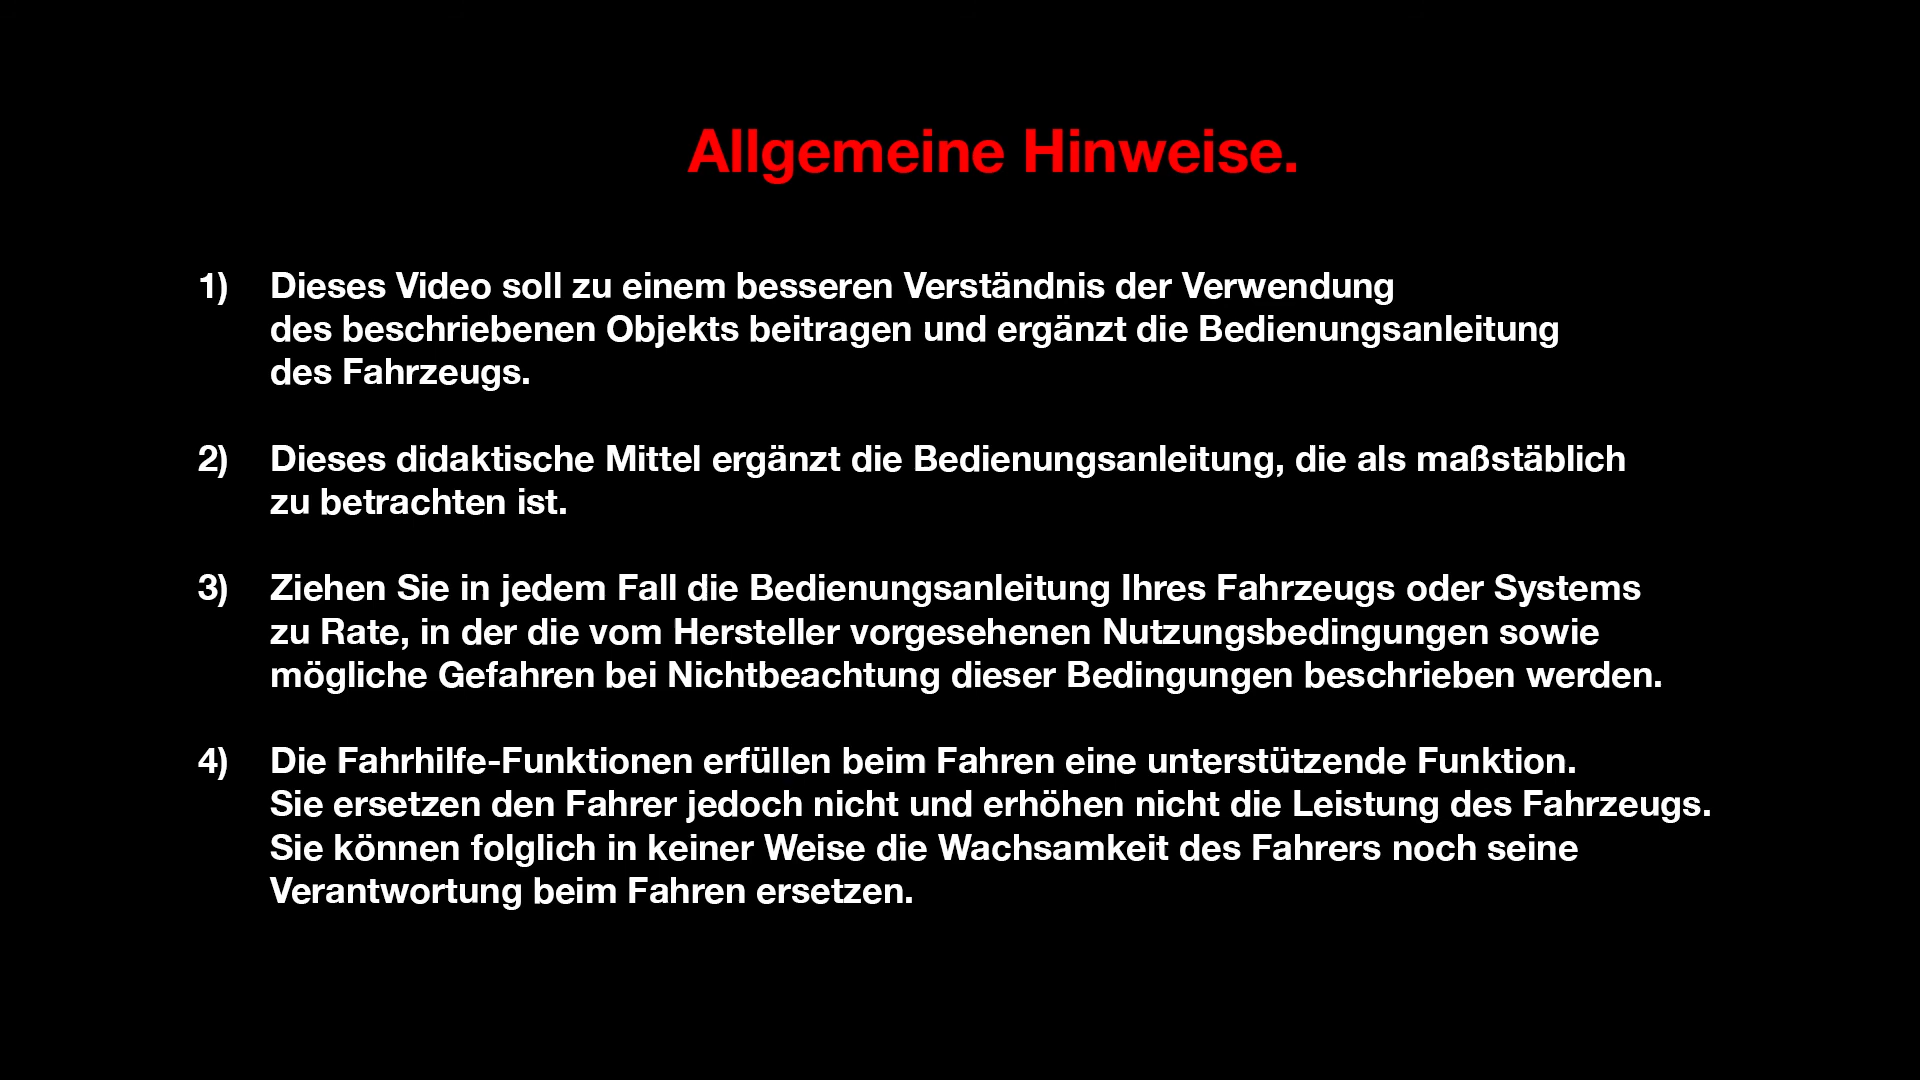 Allgemeine Hinweise.
1) Dieses Video soll zu einem besseren Verständnis der Verwendung
des beschriebenen Objekts beitragen und ergänzt die Bedienungsanleitung
des Fahrzeugs.
2) Dieses didaktische Mittel ergänzt die Bedienungsanleitung, die als maßstäblich
zu betrachten ist.
3) Ziehen Sie in jedem Fall die Bedienungsanleitung Ihres Fahrzeugs oder Systems
zu Rate, in der die vom Hersteller vorgesehenen Nutzungsbedingungen sowie
mögliche Gefahren bei Nichtbeachtung dieser Bedingungen beschrieben werden.
4) Die Fahrhilfe-Funktionen erfüllen beim Fahren eine unterstützende Funktion.
Sie ersetzen den Fahrer jedoch nicht und erhöhen nicht die Leistung des Fahrzeugs.
Sie können folglich in keiner Weise die Wachsamkeit des Fahrers noch seine
Verantwortung beim Fahren ersetzen.